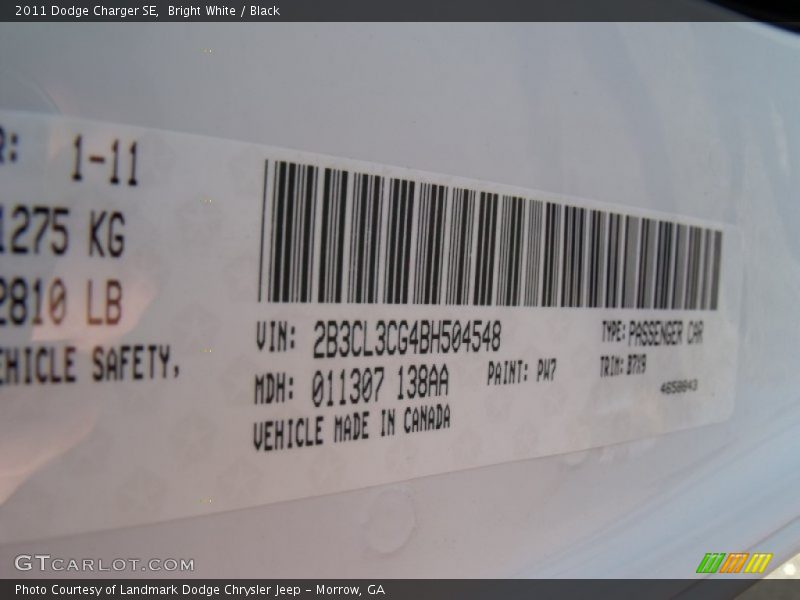 2011 Dodge Charger SE, Bright White / Black
R: 1-11
1275 KG
2810 LB
EHICLE SAFETY,
VIN: 2B3CL3CG4BH504548
TYPE: PASSENGER CAR
MDH: 011307 138AA
PAINT: PW7
TRIM: B7X9
4650043
VEHICLE MADE IN CANADA
GTCARLOT.COM
Photo Courtesy of Landmark Dodge Chrysler Jeep – Morrow, GA